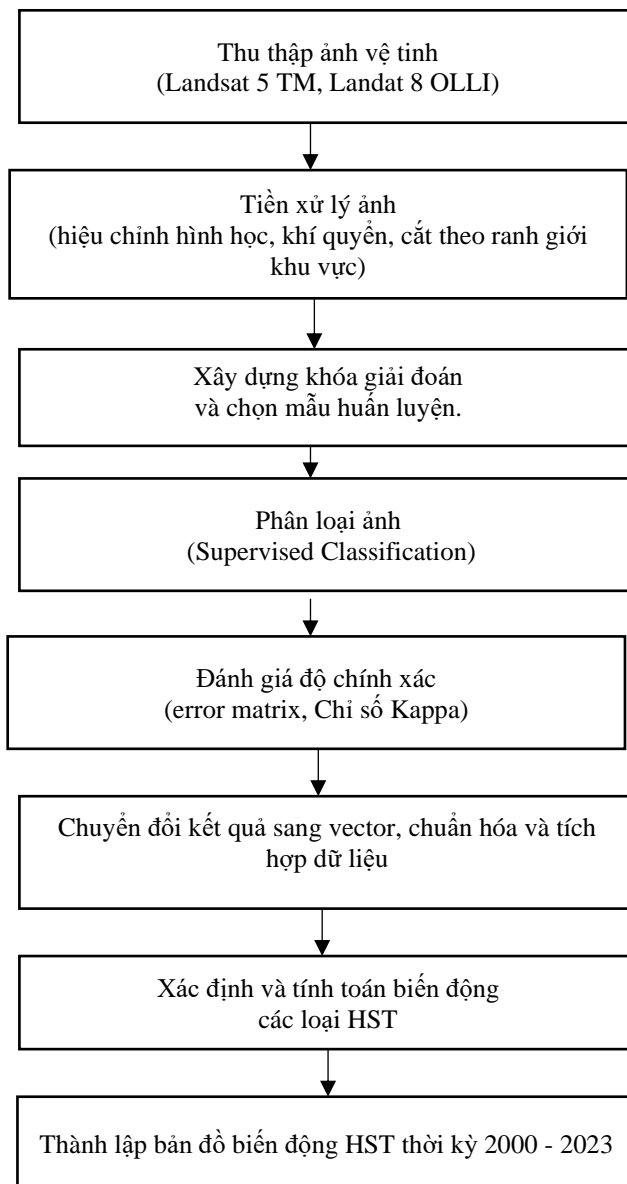 Thu thập ảnh vệ tinh
(Landsat 5 TM, Landat 8 OLLI)
Tiền xử lý ảnh
(hiệu chỉnh hình học, khí quyển, cắt theo ranh giới
khu vực)
Xây dựng khóa giải đoán
và chọn mẫu huấn luyện.
Phân loại ảnh
(Supervised Classification)
Đánh giá độ chính xác
(error matrix, Chỉ số Kappa)
Chuyển đổi kết quả sang vector, chuẩn hóa và tích
hợp dữ liệu
Xác định và tính toán biến động
các loại HST
Thành lập bản đồ biến động HST thời kỳ 2000 - 2023